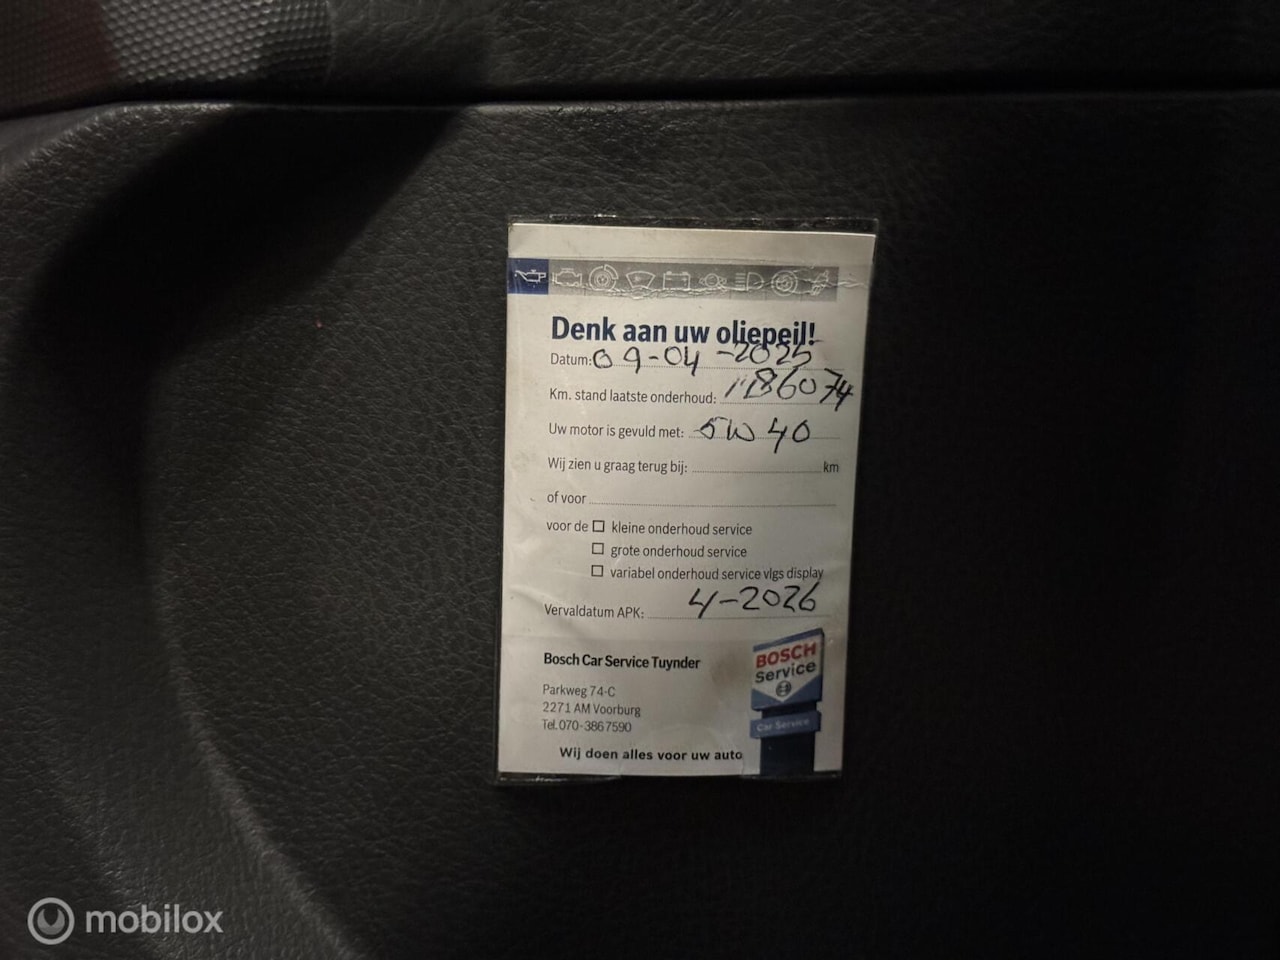 Denk aan uw oliepeil!
Datum: 09-04-2025
Km. stand laatste onderhoud:
Uw motor is gevuld met: 5W40
Wij zien u graag terug bij: km
of voor
voor de kleine onderhoud service
grote onderhoud service
variabel onderhoud service vlgs display
Vervaldatum APK: 4-2026
Bosch Car Service Tuynder
Parkweg 74-C
2271 AM Voorburg
Tel. 070-3867590
Wij doen alles voor uw auto
BOSCH
Service
Car Service
mobilox